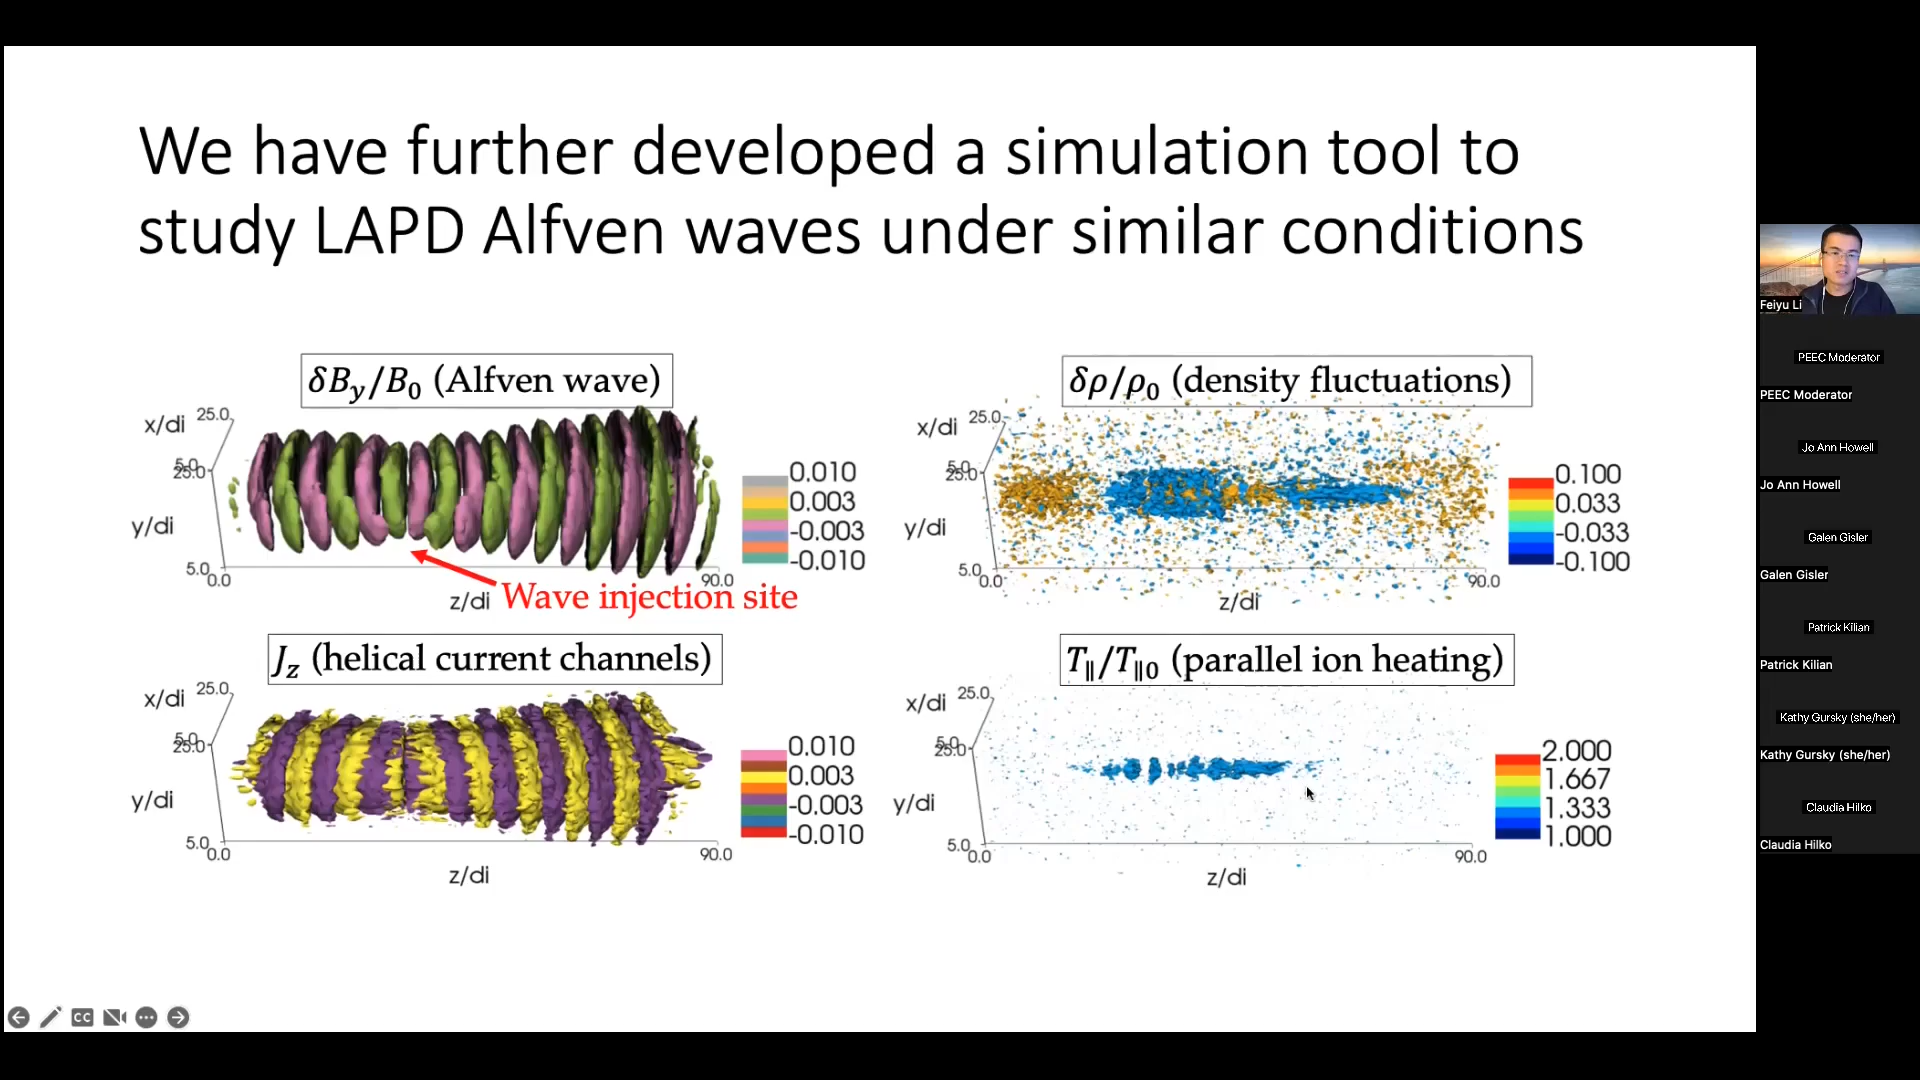 We have further developed a simulation tool to
study LAPD Alfven waves under similar conditions
δB_y/B_0 (Alfven wave)
x/di
25.0
5.0
25.0
y/di
5.0
0.0
90.0
z/di
0.010
0.003
-0.003
-0.010
Wave injection site
δρ/ρ_0 (density fluctuations)
x/di
25.0
5.0
25.0
y/di
5.0
0.0
90.0
z/di
0.100
0.033
-0.033
-0.100
J_z (helical current channels)
x/di
25.0
5.0
25.0
y/di
5.0
0.0
90.0
z/di
0.010
0.003
-0.003
-0.010
T_∥/T_∥0 (parallel ion heating)
x/di
25.0
5.0
25.0
y/di
5.0
0.0
90.0
z/di
2.000
1.667
1.333
1.000
CC
Feiyu Li
PEEC Moderator
PEEC Moderator
Jo Ann Howell
Jo Ann Howell
Galen Gisler
Galen Gisler
Patrick Kilian
Patrick Kilian
Kathy Gursky (she/her)
Kathy Gursky (she/her)
Claudia Hilko
Claudia Hilko